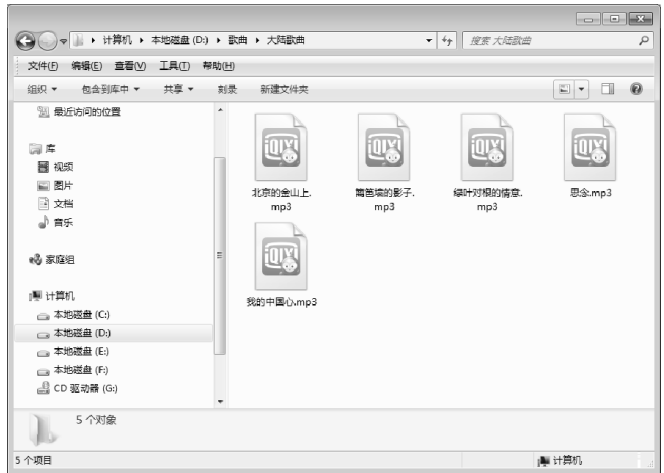 计算机 ▸ 本地磁盘 (D:) ▸ 歌曲 ▸ 大陆歌曲
搜索 大陆歌曲
文件(F) 编辑(E) 查看(V) 工具(T) 帮助(H)
组织 包含到库中 共享 刻录 新建文件夹
最近访问的位置
库
视频
图片
文档
音乐
家庭组
计算机
本地磁盘 (C:)
本地磁盘 (D:)
本地磁盘 (E:)
本地磁盘 (F:)
CD 驱动器 (G:)
iQIYI iQIYI iQIYI iQIYI
北京的金山上.mp3
篱笆墙的影子.mp3
绿叶对根的情意.mp3
思念.mp3
iQIYI
我的中国心.mp3
5 个对象
5 个项目
计算机